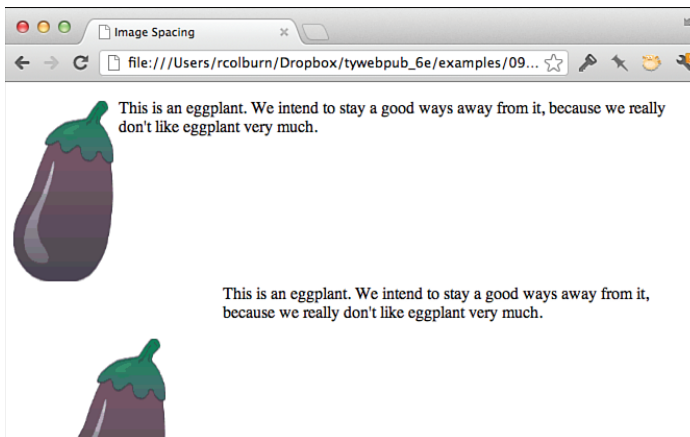 Image Spacing
file:///Users/rcolburn/Dropbox/tywebpub_6e/examples/09...
This is an eggplant. We intend to stay a good ways away from it, because we really
don't like eggplant very much.
This is an eggplant. We intend to stay a good ways away from it,
because we really don't like eggplant very much.